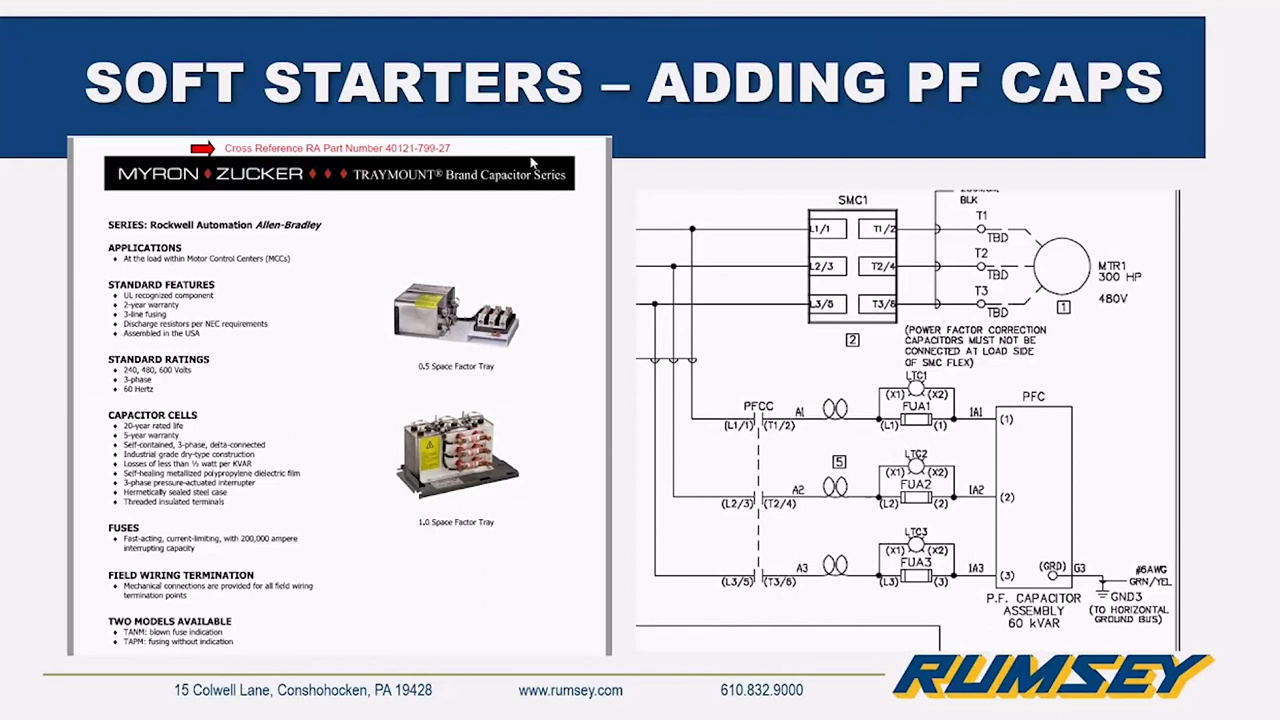 SOFT STARTERS – ADDING PF CAPS
Cross Reference RA Part Number 40121-799-27
MYRON ♦ ZUCKER ♦ ♦ ♦ TRAYMOUNT® Brand Capacitor Series
SERIES: Rockwell Automation Allen-Bradley
APPLICATIONS
♦ At the load within Motor Control Centers (MCCs)
STANDARD FEATURES
♦ UL recognized component
♦ 2-year warranty
♦ 3-line fusing
♦ Discharge resistors per NEC requirements
♦ Assembled in the USA
STANDARD RATINGS
♦ 240, 480, 600 Volts
♦ 3-phase
♦ 60 Hertz
CAPACITOR CELLS
♦ 20-year rated life
♦ 5-year warranty
♦ Self-contained, 3-phase, delta-connected
♦ Industrial grade dry-type construction
♦ Losses of less than ½ watt per KVAR
♦ Self-healing metallized polypropylene dielectric film
♦ 3-phase pressure-actuated interrupter
♦ Hermetically sealed steel case
♦ Threaded insulated terminals
FUSES
♦ Fast-acting, current-limiting, with 200,000 ampere
interrupting capacity
FIELD WIRING TERMINATION
♦ Mechanical connections are provided for all field wiring
termination points
TWO MODELS AVAILABLE
♦ TANM: blown fuse indication
♦ TAPM: fusing without indication
0.5 Space Factor Tray
1.0 Space Factor Tray
BLK
SMC1
L1/1 T1/2
L2/3 T2/4
L3/5 T3/6
2
T1
TBD
T2
TBD
T3
TBD
MTR1
300 HP
480V
1
(POWER FACTOR CORRECTION
CAPACITORS MUST NOT BE
CONNECTED AT LOAD SIDE
OF SMC FLEX)
PFCC
(L1/1) (T1/2)
A1
LTC1
(X1) (X2)
FUA1
(L1) (1)
1A1
5
(L2/3) (T2/4)
A2
LTC2
(X1) (X2)
FUA2
(L2) (2)
1A2
(L3/5) (T3/6)
A3
LTC3
(X1) (X2)
FUA3
(L3) (3)
1A3
PFC
(1)
(2)
(3)
(GRD)
G3
#6AWG
GRN/YEL
GND3
(TO HORIZONTAL
GROUND BUS)
P.F. CAPACITOR
ASSEMBLY
60 kVAR
15 Colwell Lane, Conshohocken, PA 19428 www.rumsey.com 610.832.9000
RUMSEY